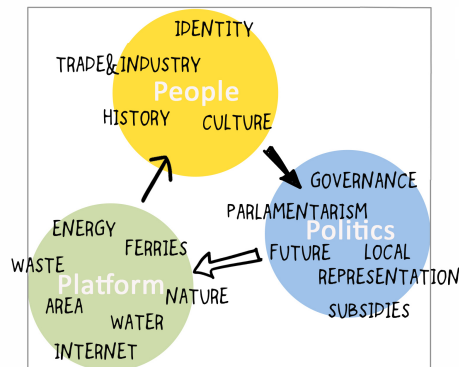 IDENTITY
TRADE&INDUSTRY
People
HISTORY
CULTURE
GOVERNANCE
PARLAMENTARISM
Politics
FUTURE
LOCAL
REPRESENTATION
SUBSIDIES
ENERGY
FERRIES
WASTE
Platform
NATURE
AREA
WATER
INTERNET